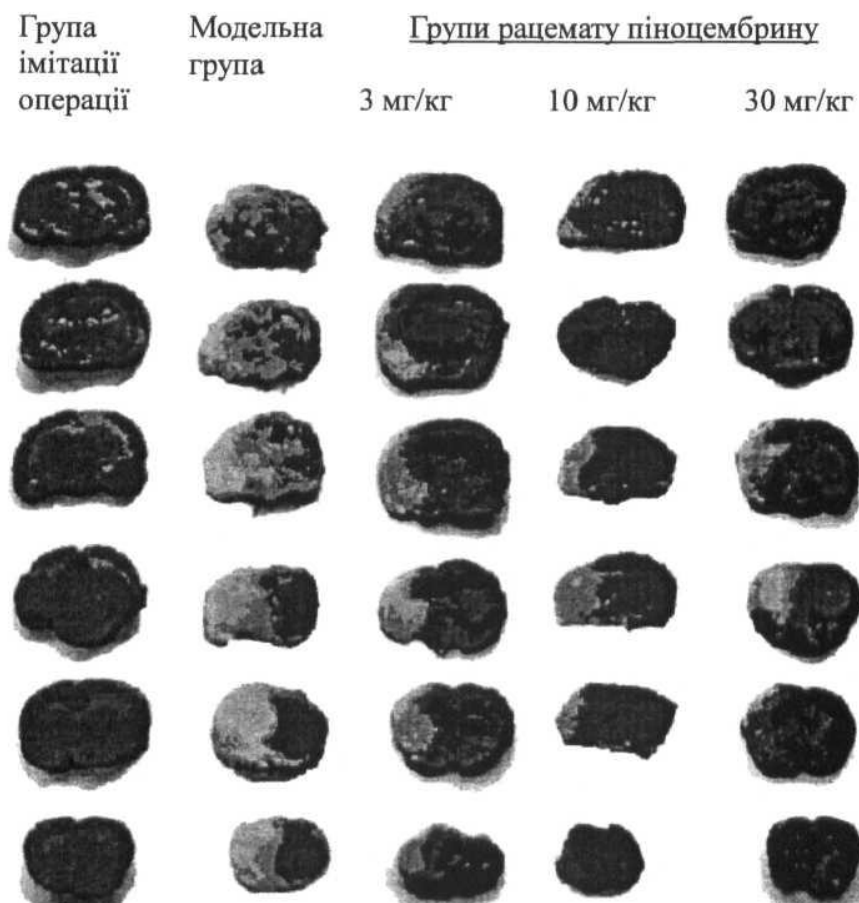 Група імітації операції
Модельна група
Групи рацемату піноцембрину
3 мг/кг
10 мг/кг
30 мг/кг